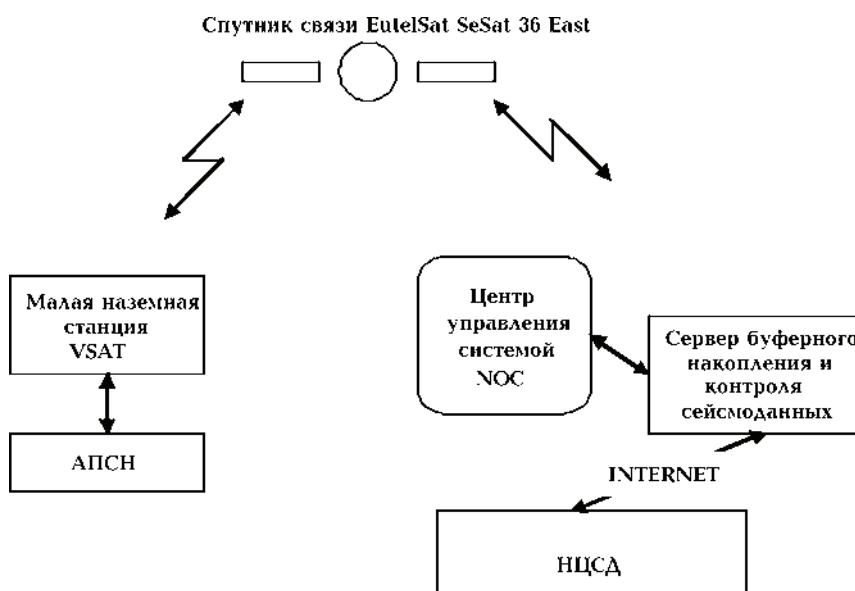 Спутник связи EutelSat SeSat 36 East
Малая наземная
станция
VSAT
АПСН
Центр
управления
системой
NOC
Сервер буферного
накопления и
контроля
сейсмоданных
INTERNET
НЦСД